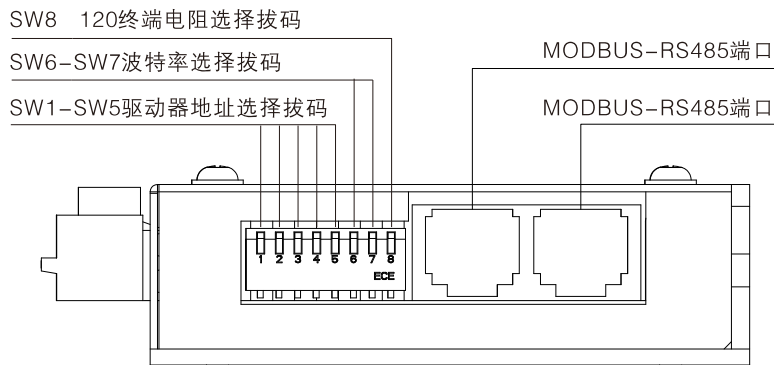 SW8 120终端电阻选择拔码
SW6-SW7波特率选择拔码
SW1-SW5驱动器地址选择拔码
MODBUS-RS485端口
MODBUS-RS485端口
1 2 3 4 5 6 7 8
ECE